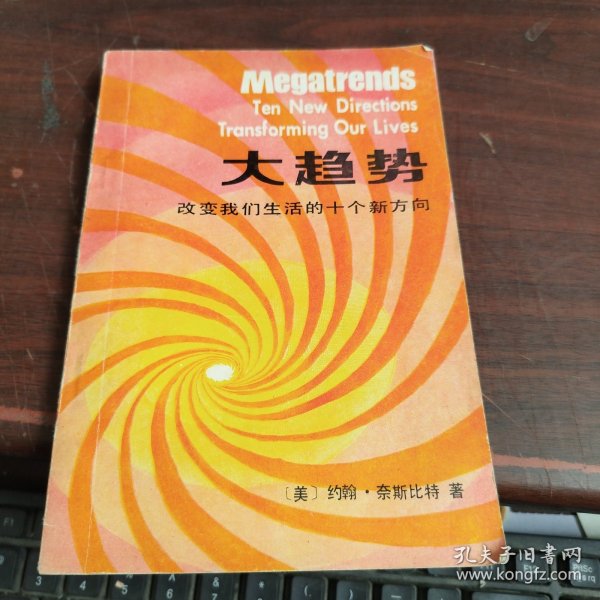 Megatrends
Ten New Directions
Transforming Our Lives
大趋势
改变我们生活的十个新方向
〔美〕约翰·奈斯比特 著
孔夫子旧书网
www.kongfz.com